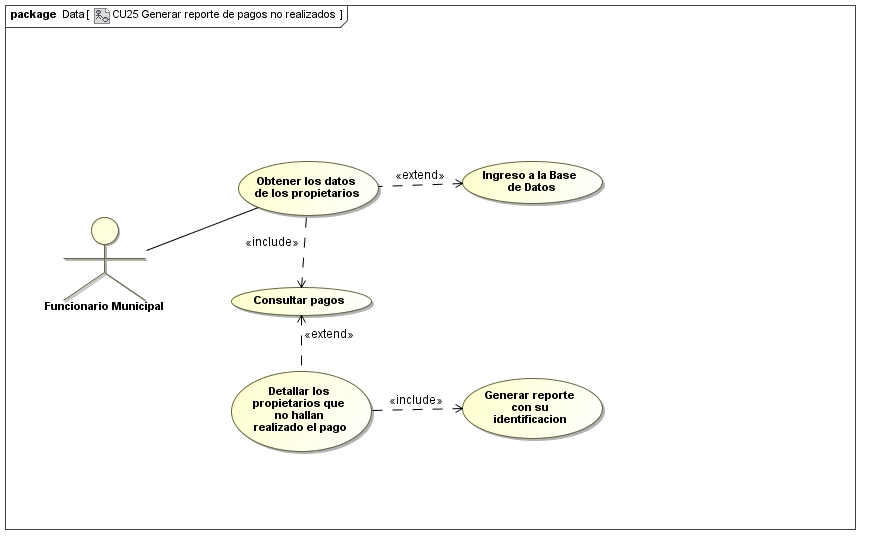 package Data [ CU25 Generar reporte de pagos no realizados ]
Obtener los datos
de los propietarios
«extend»
Ingreso a la Base
de Datos
«include»
Funcionario Municipal
Consultar pagos
«extend»
Detallar los
propietarios que
no hallan
realizado el pago
«include»
Generar reporte
con su
identificacion